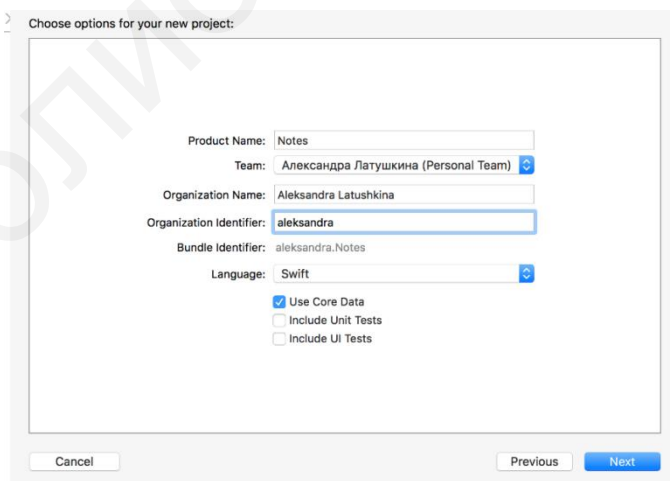 Choose options for your new project:
Product Name: Notes
Team: Александра Латушкина (Personal Team)
Organization Name: Aleksandra Latushkina
Organization Identifier: aleksandra
Bundle Identifier: aleksandra.Notes
Language: Swift
Use Core Data
Include Unit Tests
Include UI Tests
Cancel Previous Next